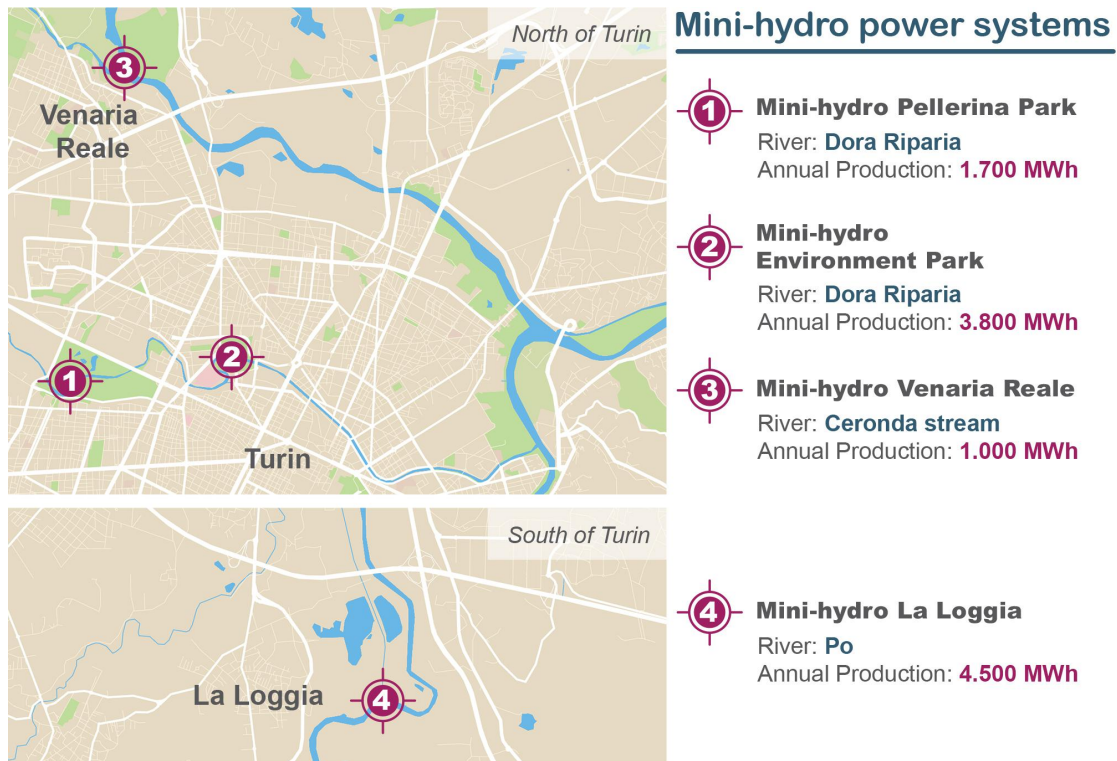 North of Turin
3
Venaria
Reale
1
2
Turin
South of Turin
La Loggia
4
Mini-hydro power systems
1
Mini-hydro Pellerina Park
River: Dora Riparia
Annual Production: 1.700 MWh
2
Mini-hydro
Environment Park
River: Dora Riparia
Annual Production: 3.800 MWh
3
Mini-hydro Venaria Reale
River: Ceronda stream
Annual Production: 1.000 MWh
4
Mini-hydro La Loggia
River: Po
Annual Production: 4.500 MWh